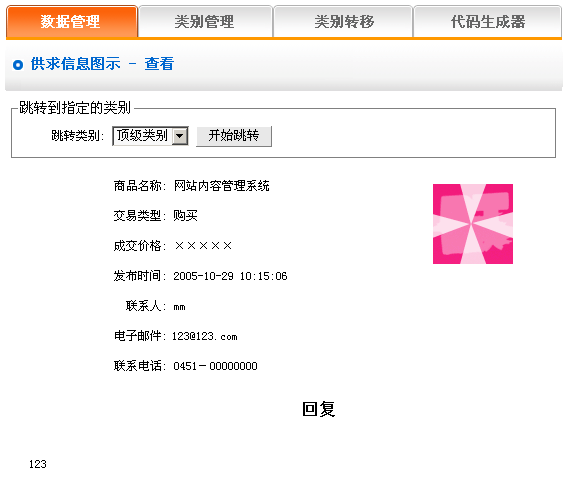 数据管理 类别管理 类别转移 代码生成器
供求信息图示 - 查看
跳转到指定的类别
跳转类别: 顶级类别 开始跳转
商品名称: 网站内容管理系统
交易类型: 购买
成交价格: ×××××
发布时间: 2005-10-29 10:15:06
联系人: mm
电子邮件: 123@123.com
联系电话: 0451-00000000
回复
123